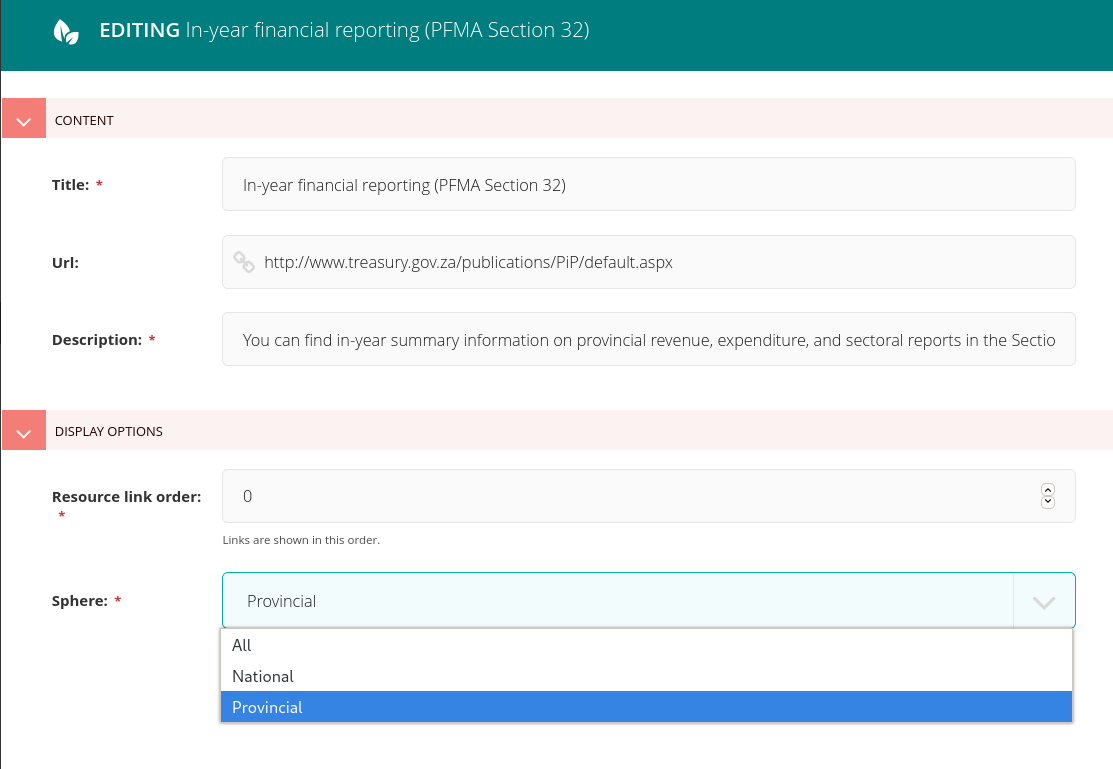 EDITING In-year financial reporting (PFMA Section 32)
CONTENT
Title: *
In-year financial reporting (PFMA Section 32)
Url:
http://www.treasury.gov.za/publications/PiP/default.aspx
Description: *
You can find in-year summary information on provincial revenue, expenditure, and sectoral reports in the Sectio
DISPLAY OPTIONS
Resource link order:
*
0
Links are shown in this order.
Sphere: *
Provincial
All
National
Provincial